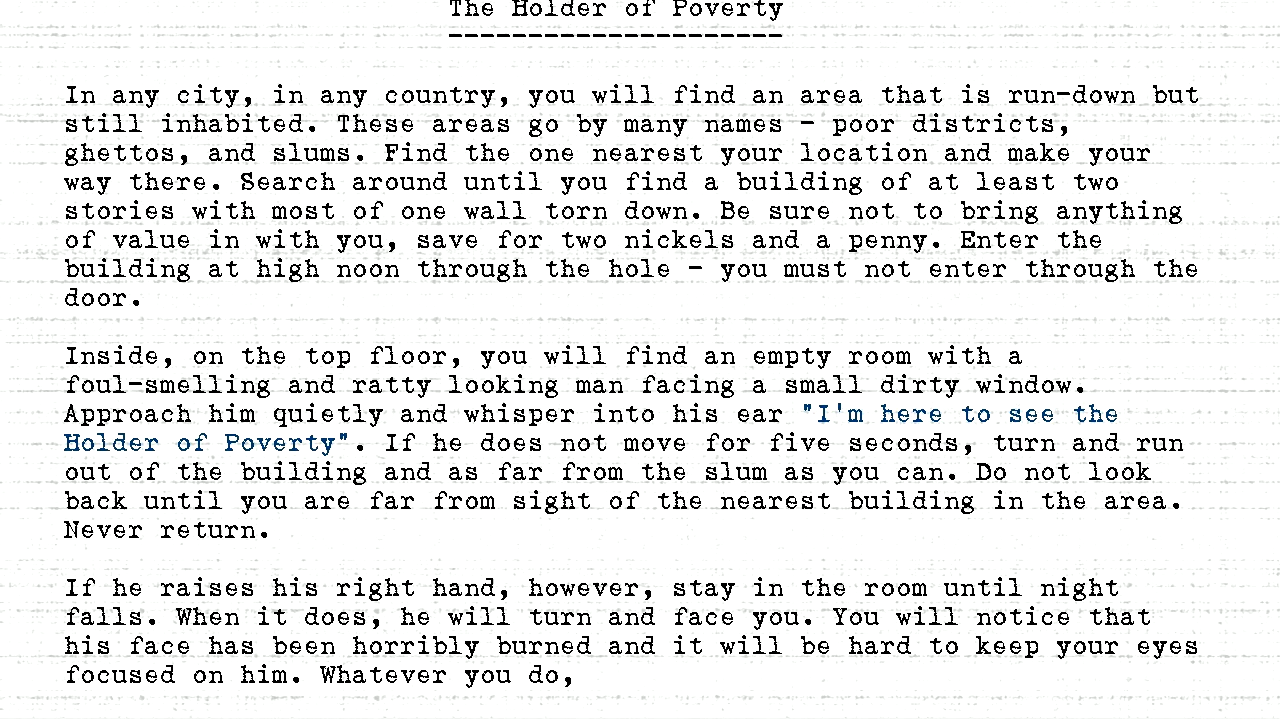 The Holder of Poverty
---------------------
In any city, in any country, you will find an area that is run-down but
still inhabited. These areas go by many names - poor districts,
ghettos, and slums. Find the one nearest your location and make your
way there. Search around until you find a building of at least two
stories with most of one wall torn down. Be sure not to bring anything
of value in with you, save for two nickels and a penny. Enter the
building at high noon through the hole - you must not enter through the
door.
Inside, on the top floor, you will find an empty room with a
foul-smelling and ratty looking man facing a small dirty window.
Approach him quietly and whisper into his ear "I'm here to see the
Holder of Poverty". If he does not move for five seconds, turn and run
out of the building and as far from the slum as you can. Do not look
back until you are far from sight of the nearest building in the area.
Never return.
If he raises his right hand, however, stay in the room until night
falls. When it does, he will turn and face you. You will notice that
his face has been horribly burned and it will be hard to keep your eyes
focused on him. Whatever you do,